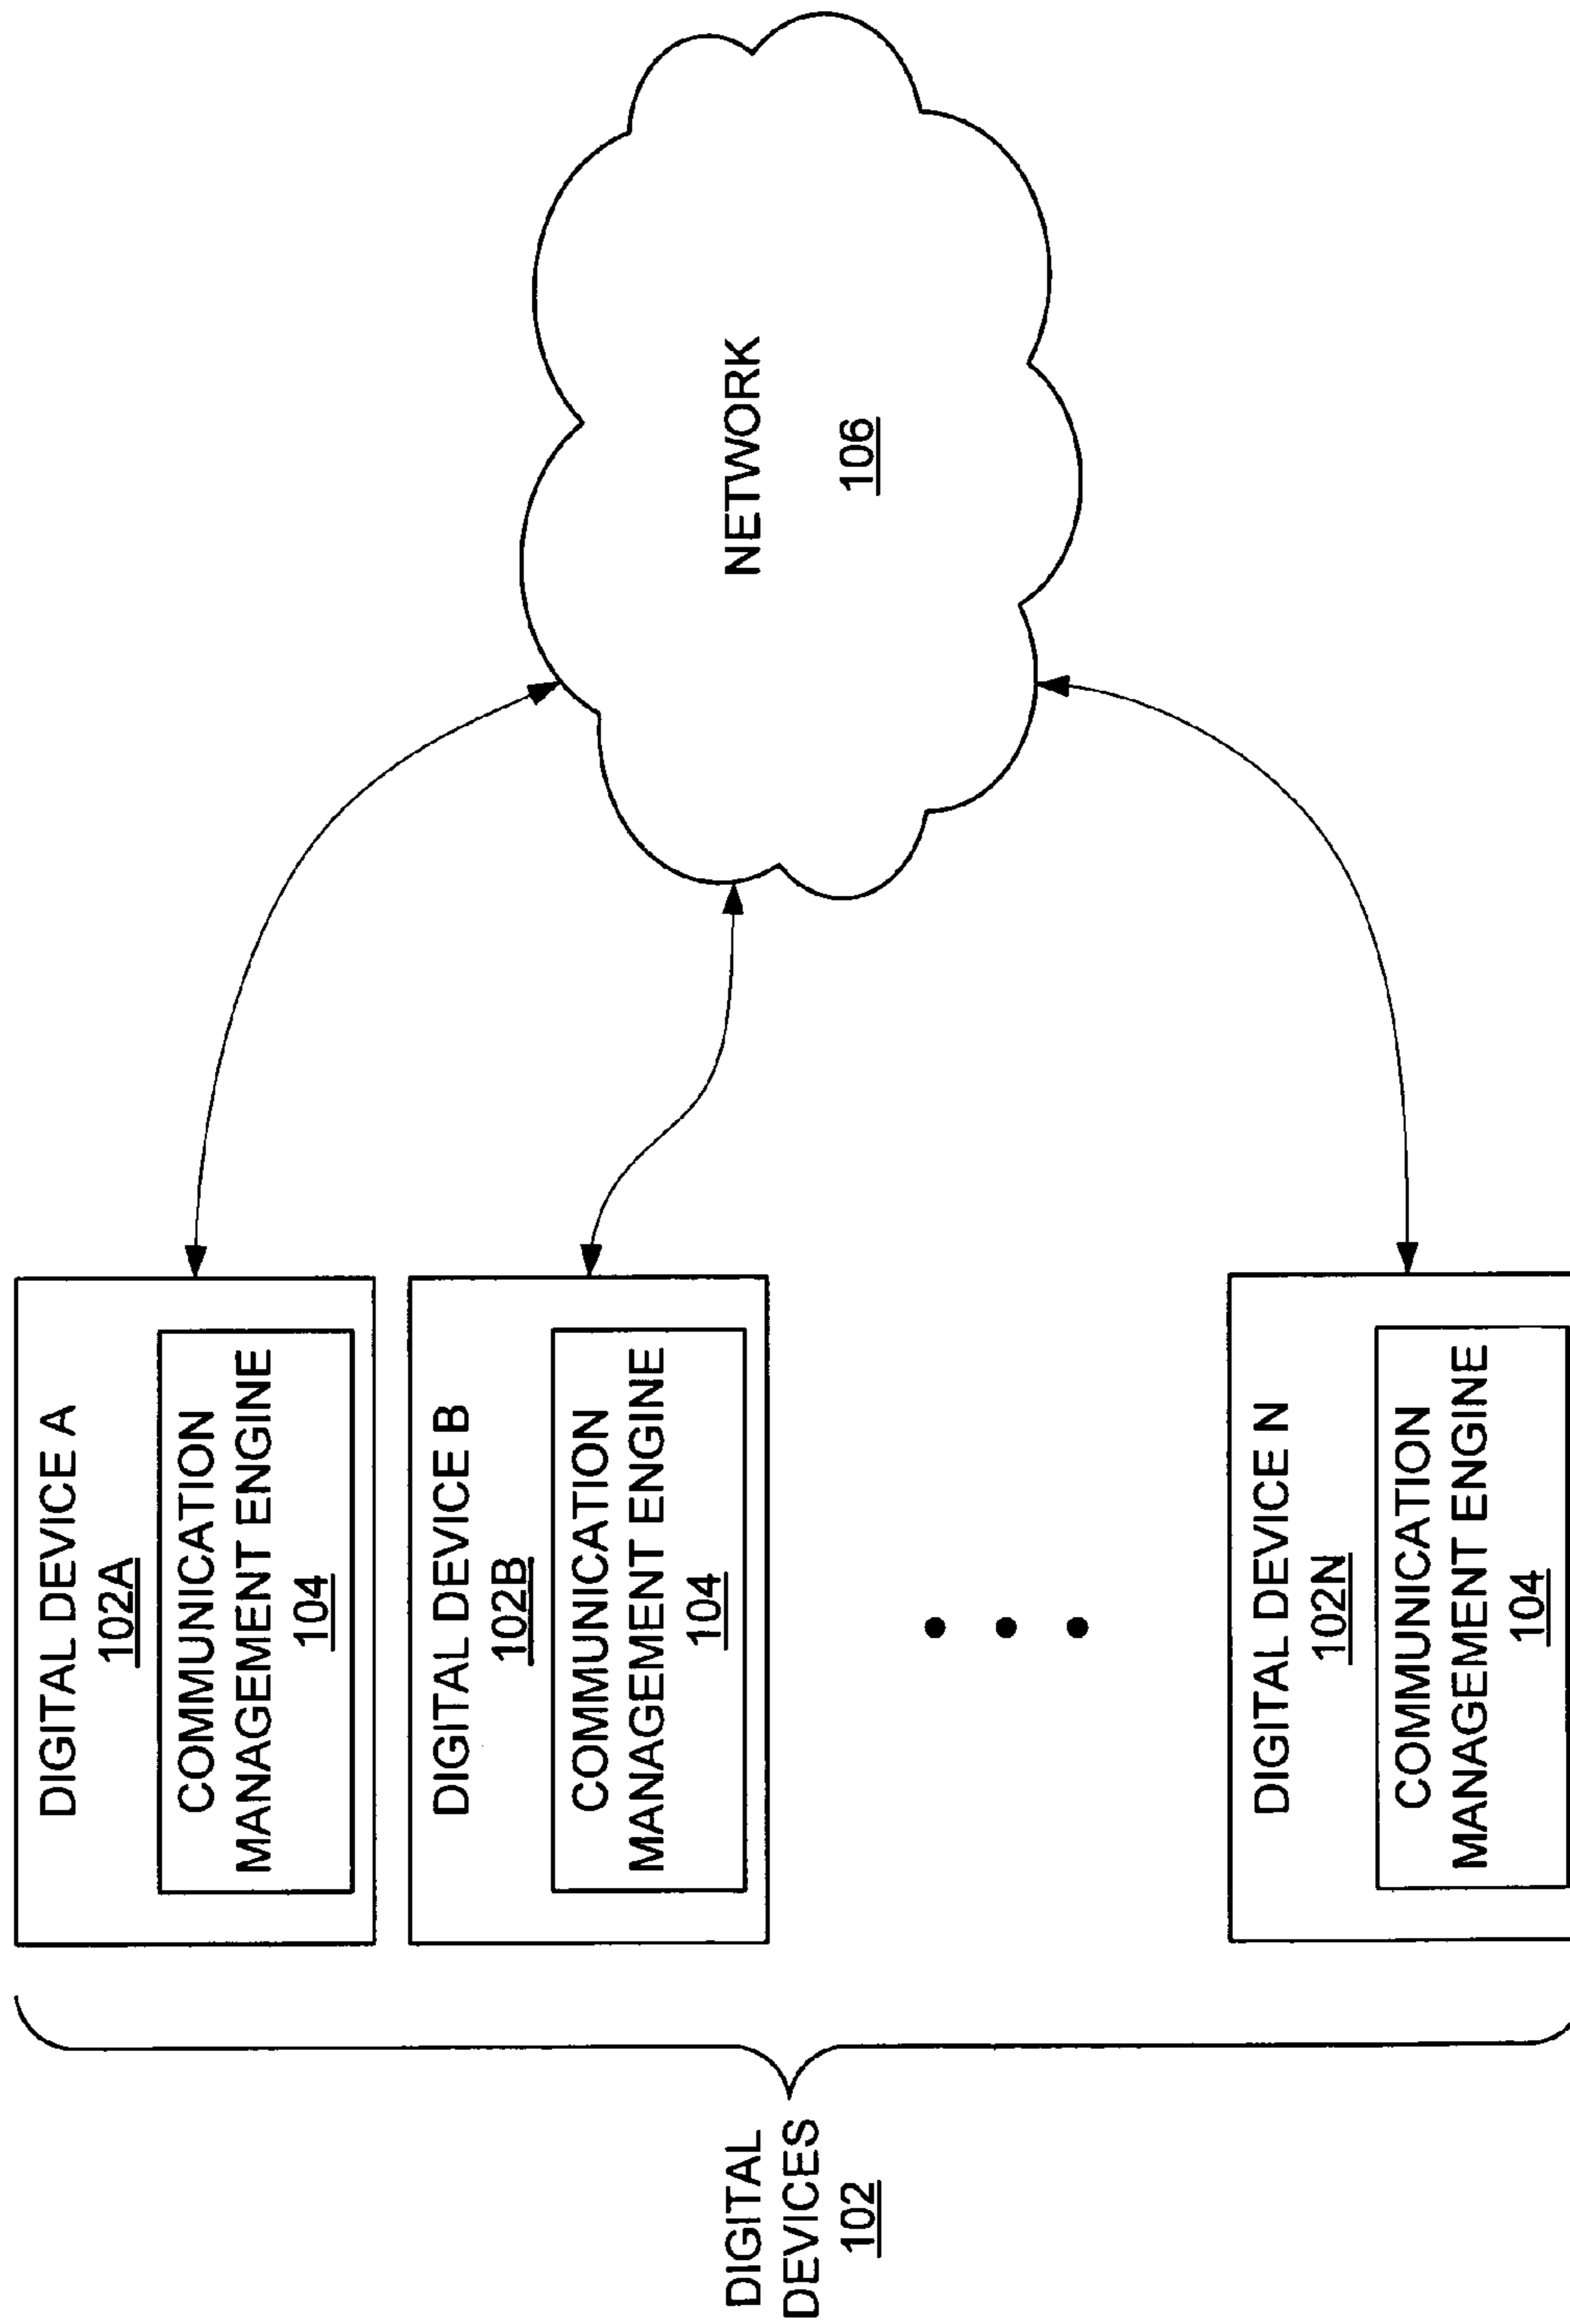 DIGITAL
DEVICES
102
DIGITAL DEVICE A
102A
COMMUNICATION
MANAGEMENT ENGINE
104
DIGITAL DEVICE B
102B
COMMUNICATION
MANAGEMENT ENGINE
104
DIGITAL DEVICE N
102N
COMMUNICATION
MANAGEMENT ENGINE
104
NETWORK
106